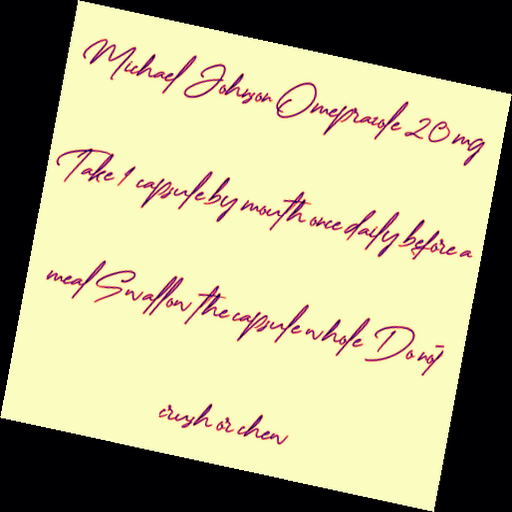 Michael Johnson Omeprazole 20 mg
Take 1 capsule by mouth once daily before a
meal Swallow the capsule whole Do not
crush or chew